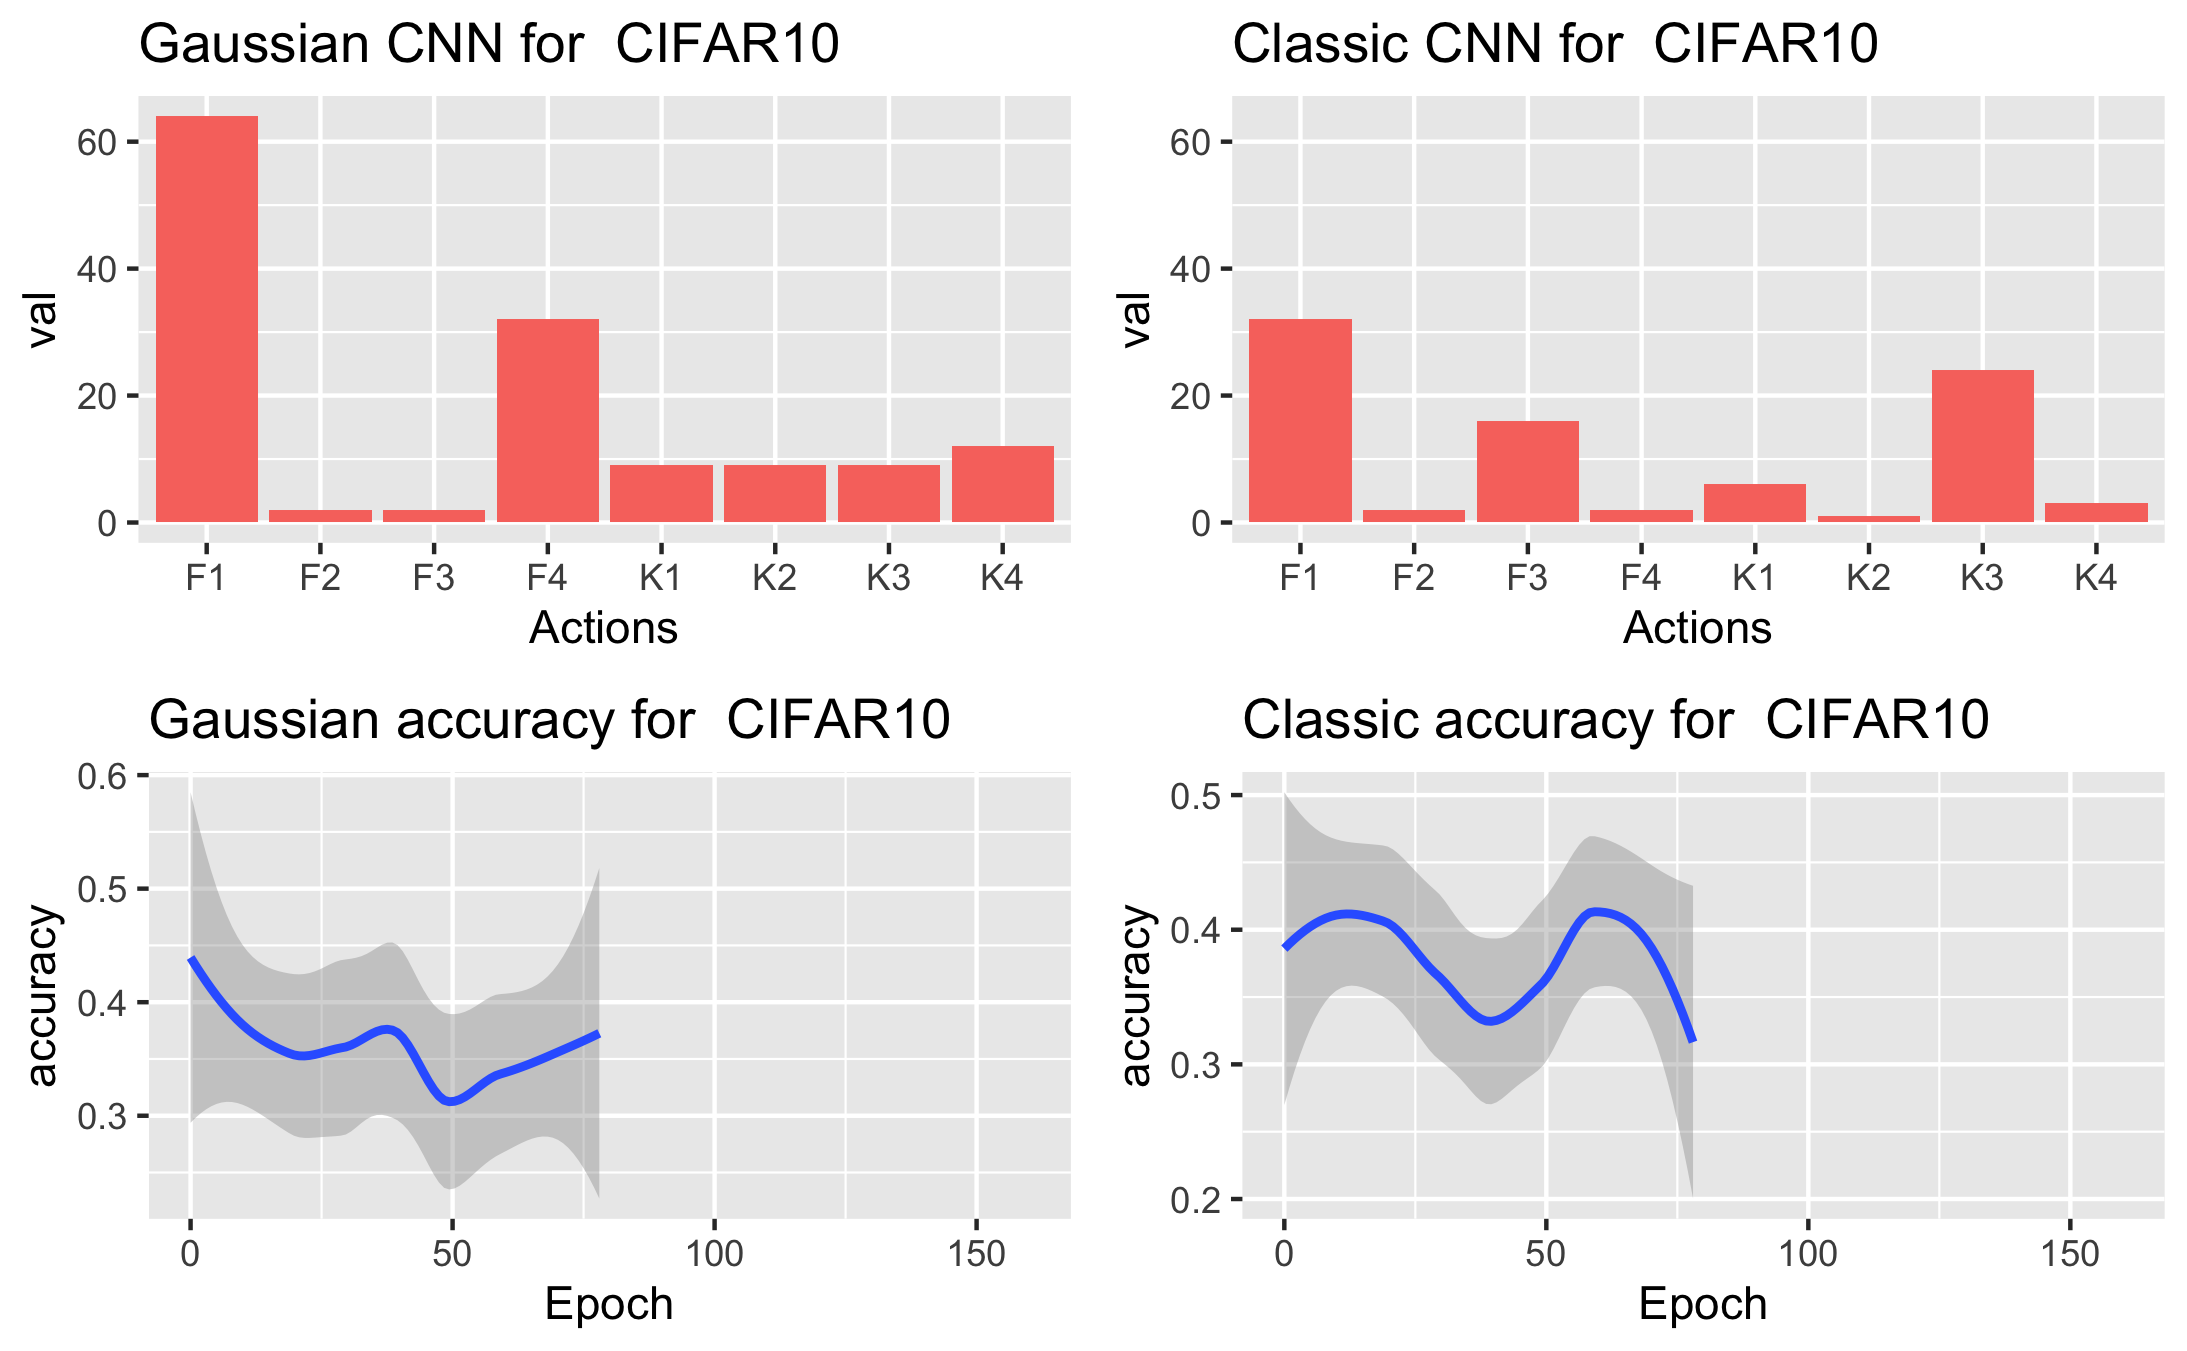 Gaussian CNN for  CIFAR10
60
40
20
0
val
F1 F2 F3 F4 K1 K2 K3 K4
Actions
Classic CNN for  CIFAR10
60
40
20
0
val
F1 F2 F3 F4 K1 K2 K3 K4
Actions
Gaussian accuracy for  CIFAR10
0.6
0.5
0.4
0.3
accuracy
0 50 100 150
Epoch
Classic accuracy for  CIFAR10
0.5
0.4
0.3
0.2
accuracy
0 50 100 150
Epoch